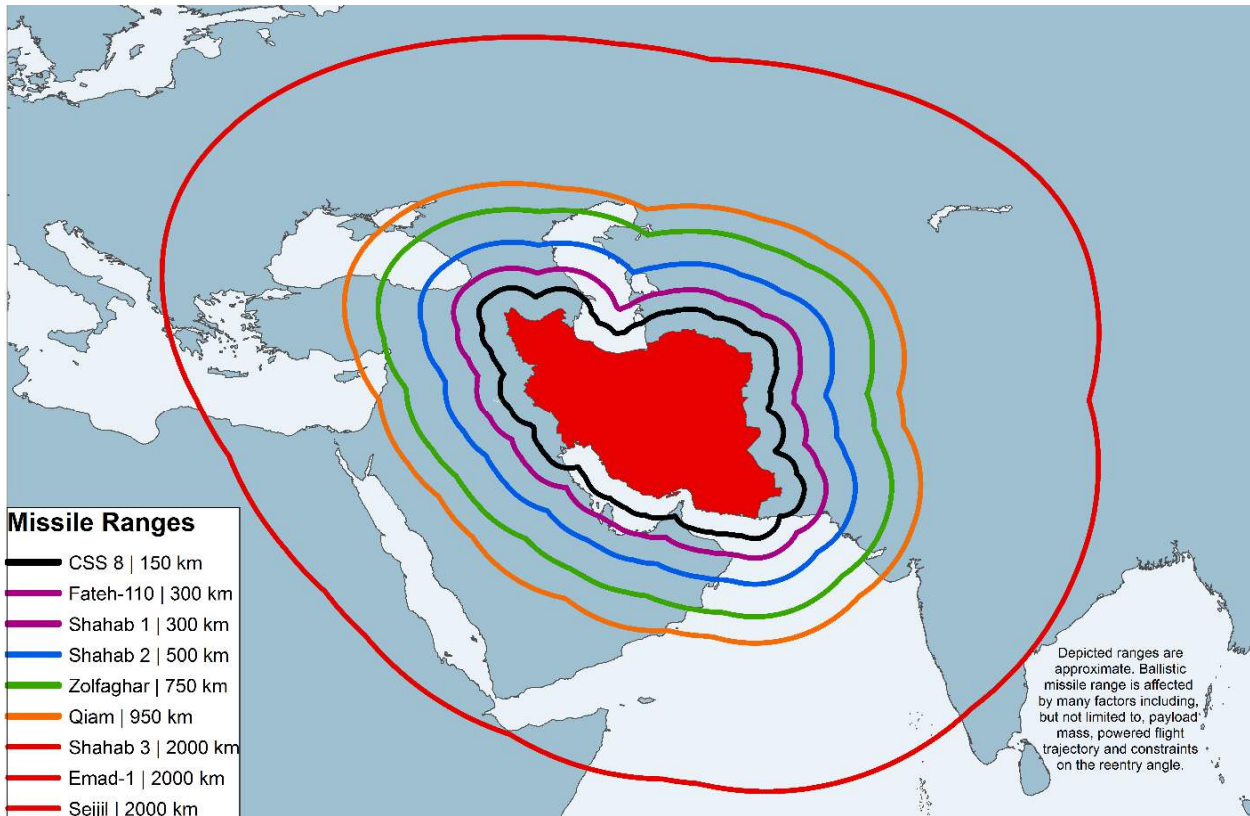 Missile Ranges
CSS 8 | 150 km
Fateh-110 | 300 km
Shahab 1 | 300 km
Shahab 2 | 500 km
Zolfaghar | 750 km
Qiam | 950 km
Shahab 3 | 2000 km
Emad-1 | 2000 km
Sejjil | 2000 km
Depicted ranges are
approximate. Ballistic
missile range is affected
by many factors including,
but not limited to, payload
mass, powered flight
trajectory and constraints
on the reentry angle.